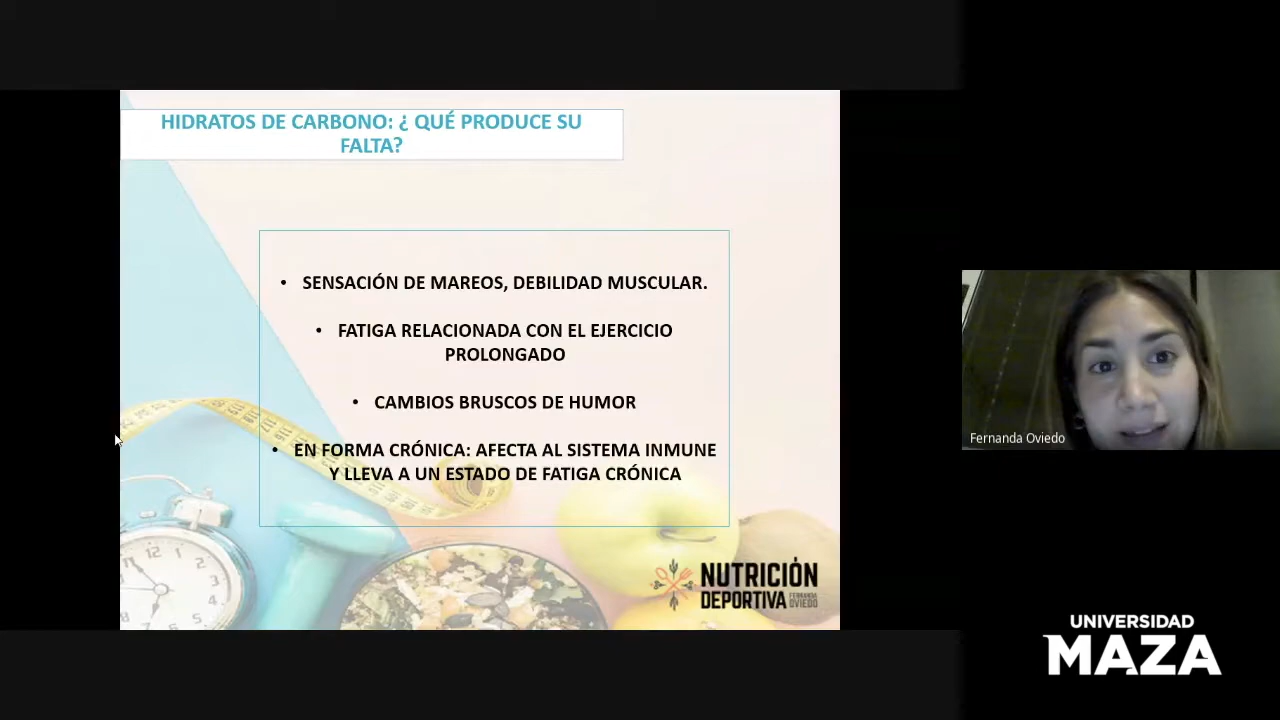 HIDRATOS DE CARBONO: ¿ QUÉ PRODUCE SU
FALTA?
• SENSACIÓN DE MAREOS, DEBILIDAD MUSCULAR.
• FATIGA RELACIONADA CON EL EJERCICIO
PROLONGADO
• CAMBIOS BRUSCOS DE HUMOR
• EN FORMA CRÓNICA: AFECTA AL SISTEMA INMUNE
Y LLEVA A UN ESTADO DE FATIGA CRÓNICA
NUTRICIÓN
DEPORTIVA FERNANDA
OVIEDO
Fernanda Oviedo
UNIVERSIDAD
MAZA